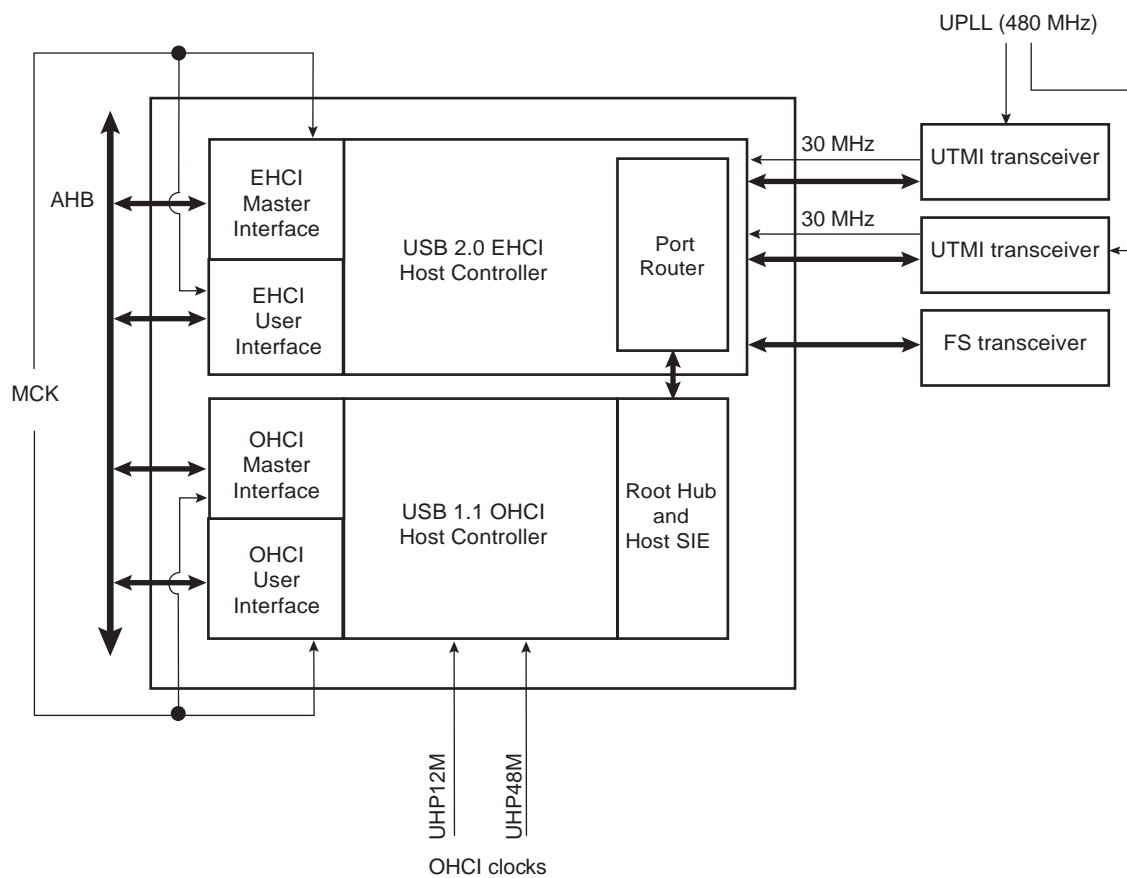 UPLL (480 MHz)
30 MHz
UTMI transceiver
EHCI
Master
Interface
AHB
USB 2.0 EHCI
Host Controller
Port
Router
30 MHz
UTMI transceiver
EHCI
User
Interface
FS transceiver
MCK
OHCI
Master
Interface
USB 1.1 OHCI
Host Controller
Root Hub
and
Host SIE
OHCI
User
Interface
UHP12M
UHP48M
OHCI clocks